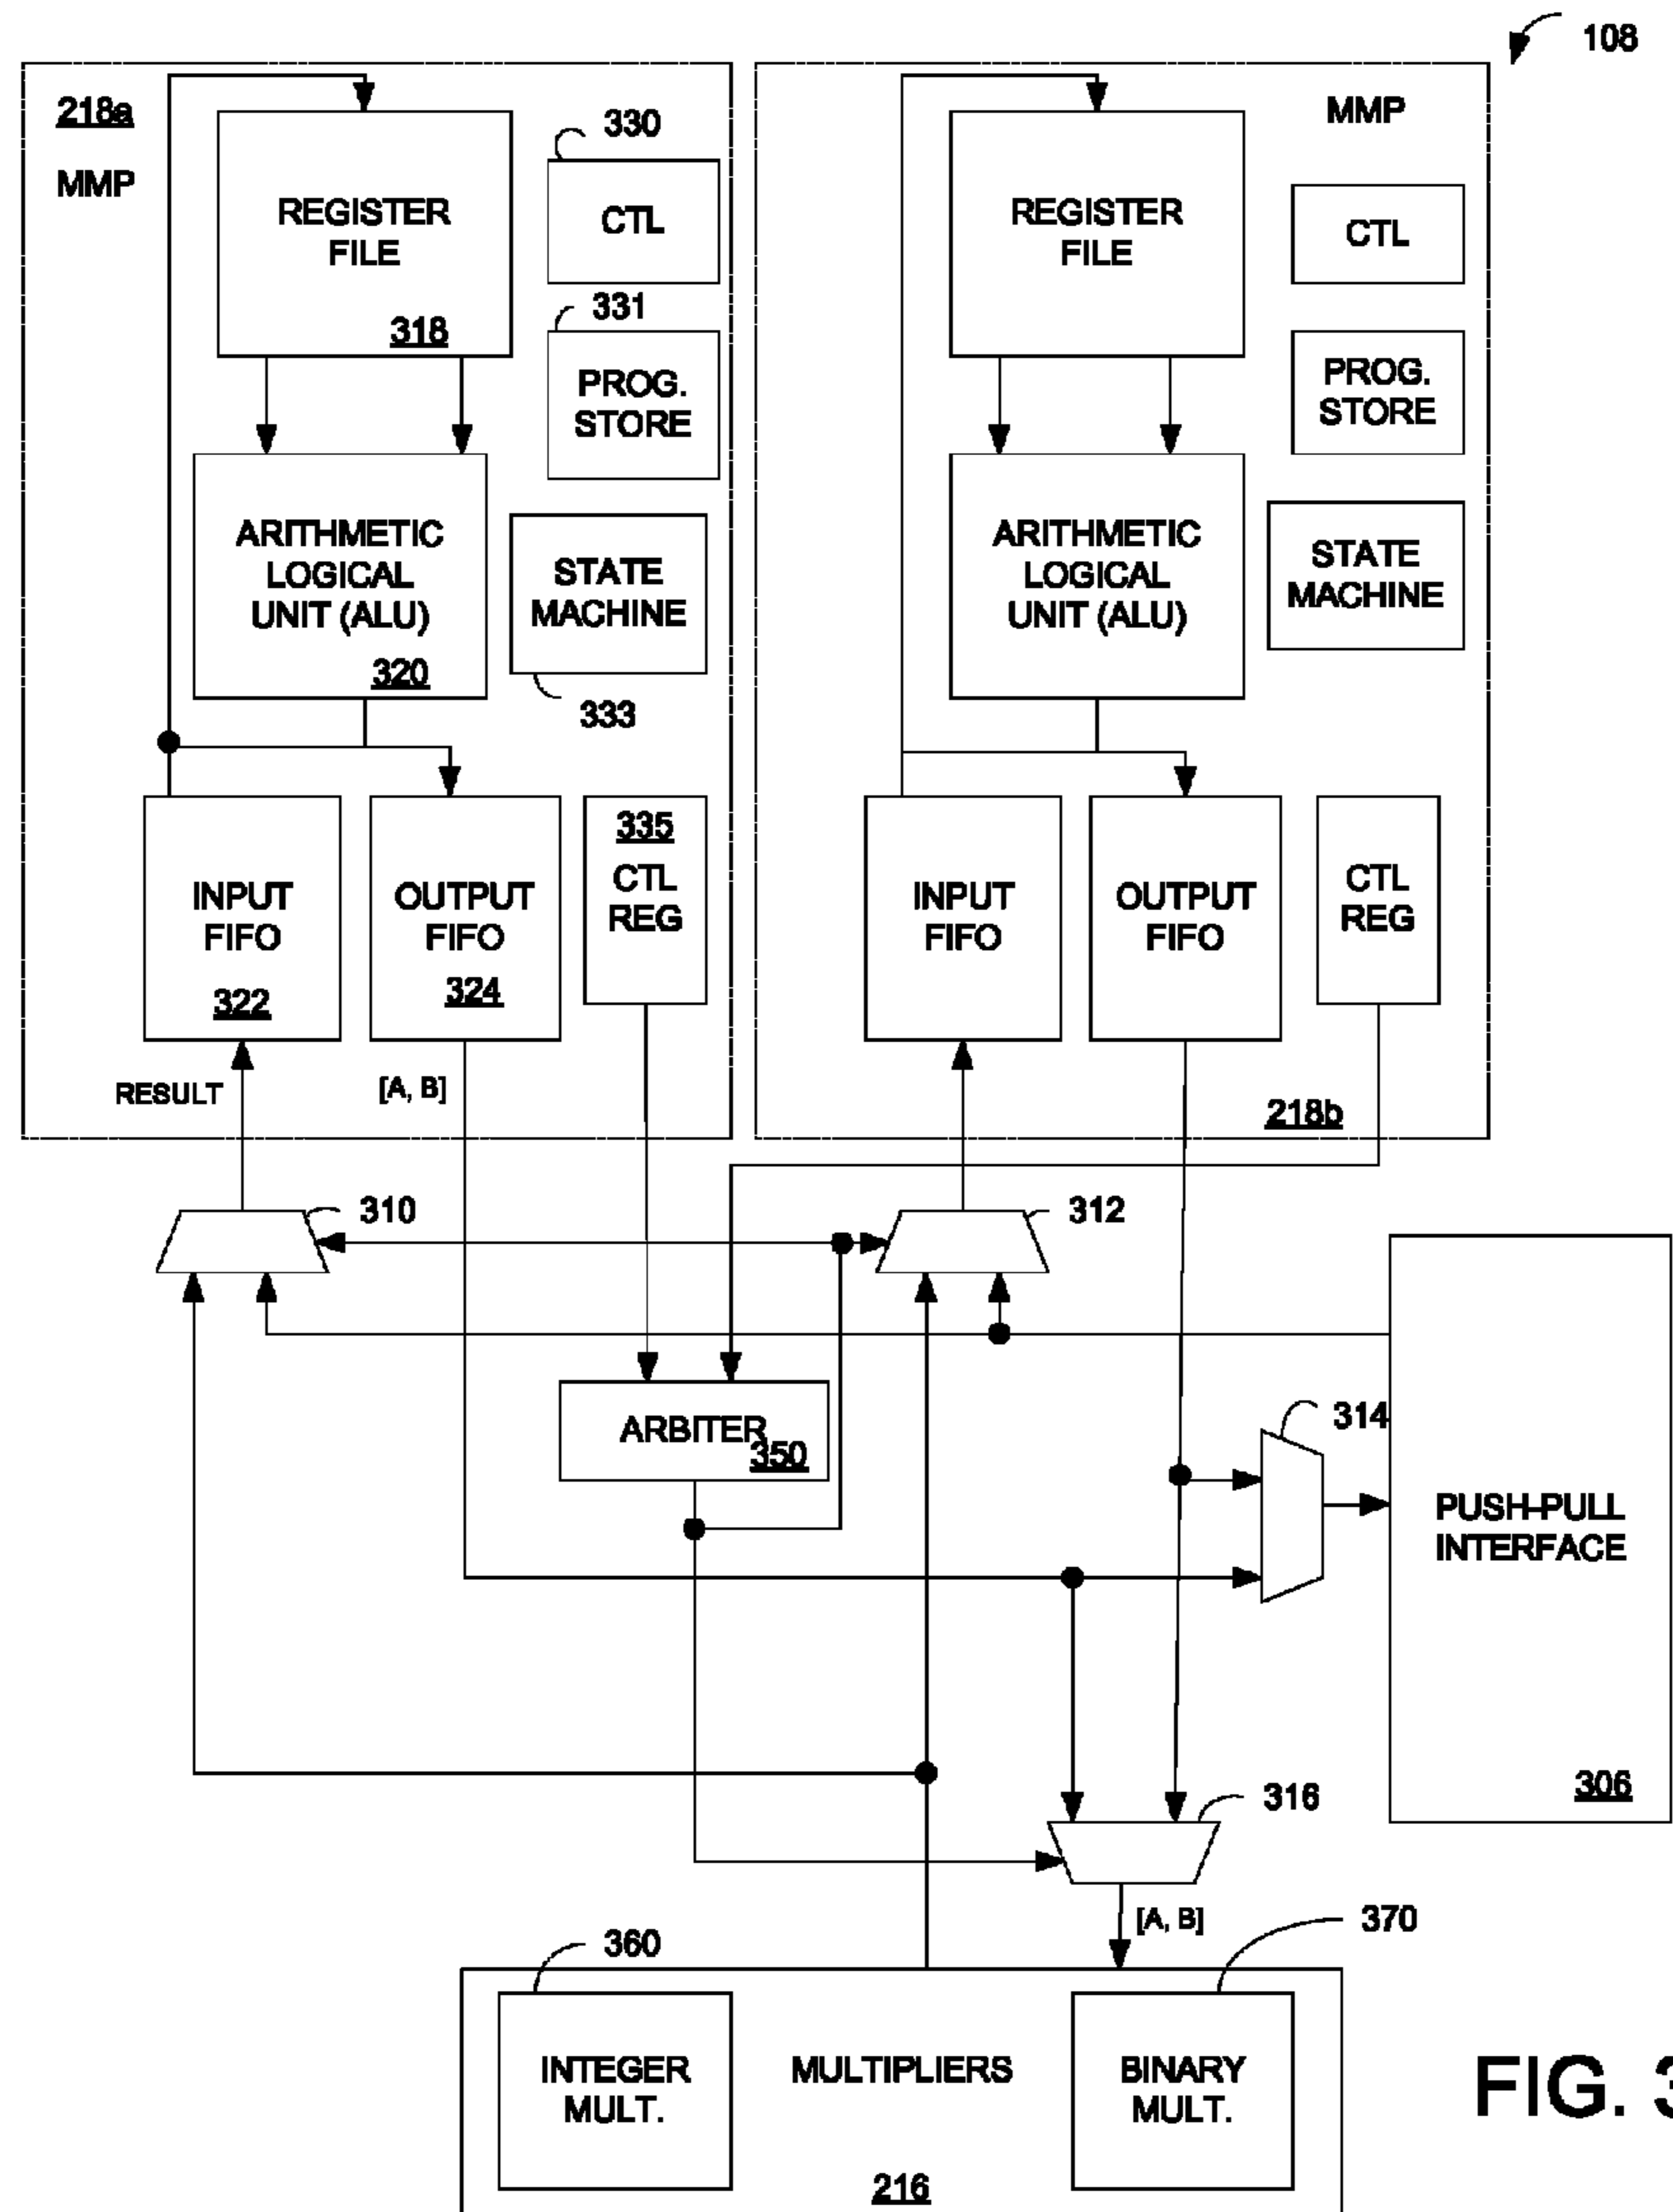 108
218a
MMP
REGISTER
FILE
318
330
CTL
331
PROG.
STORE
ARITHMETIC
LOGICAL
UNIT (ALU)
320
STATE
MACHINE
333
INPUT
FIFO
322
OUTPUT
FIFO
324
335
CTL
REG
RESULT
[A, B]
MMP
REGISTER
FILE
CTL
PROG.
STORE
ARITHMETIC
LOGICAL
UNIT (ALU)
STATE
MACHINE
INPUT
FIFO
OUTPUT
FIFO
CTL
REG
218b
310
312
ARBITER
350
314
PUSH-PULL
INTERFACE
306
316
[A, B]
360
370
INTEGER
MULT.
MULTIPLIERS
BINARY
MULT.
216
FIG. 3